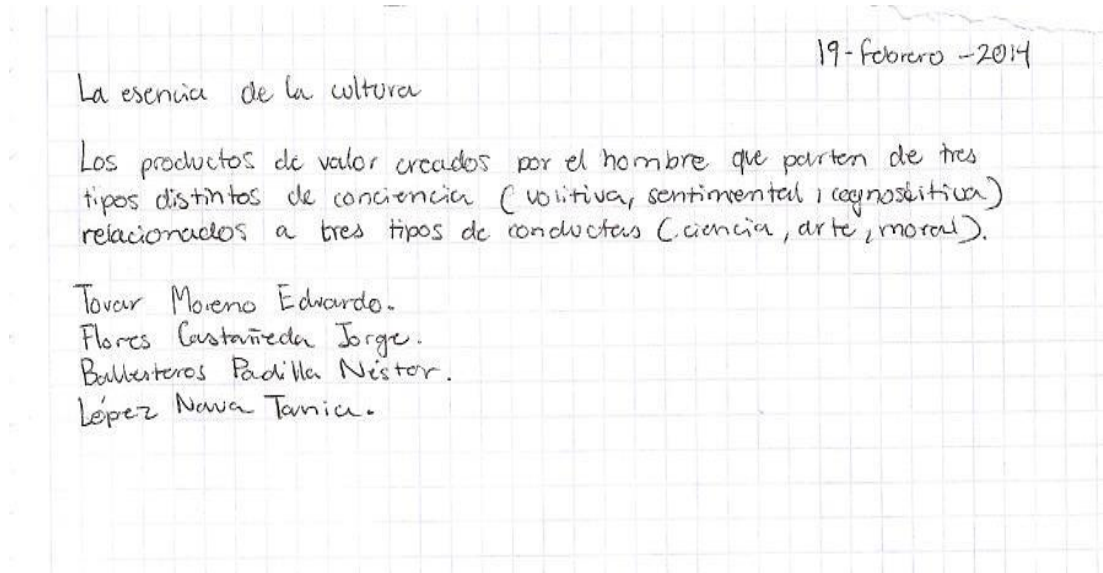 19-febrero-2014
La esencia de la cultura
Los productos de valor creados por el hombre que parten de tres
tipos distintos de conciencia (volitiva, sentimental,
relacionados a tres tipos de conductas (ciencia, arte, moral).
Tovar Moreno Eduardo.
Flores Castañeda Jorge.
Ballesteros Padilla Néstor.
López Nava Tania.